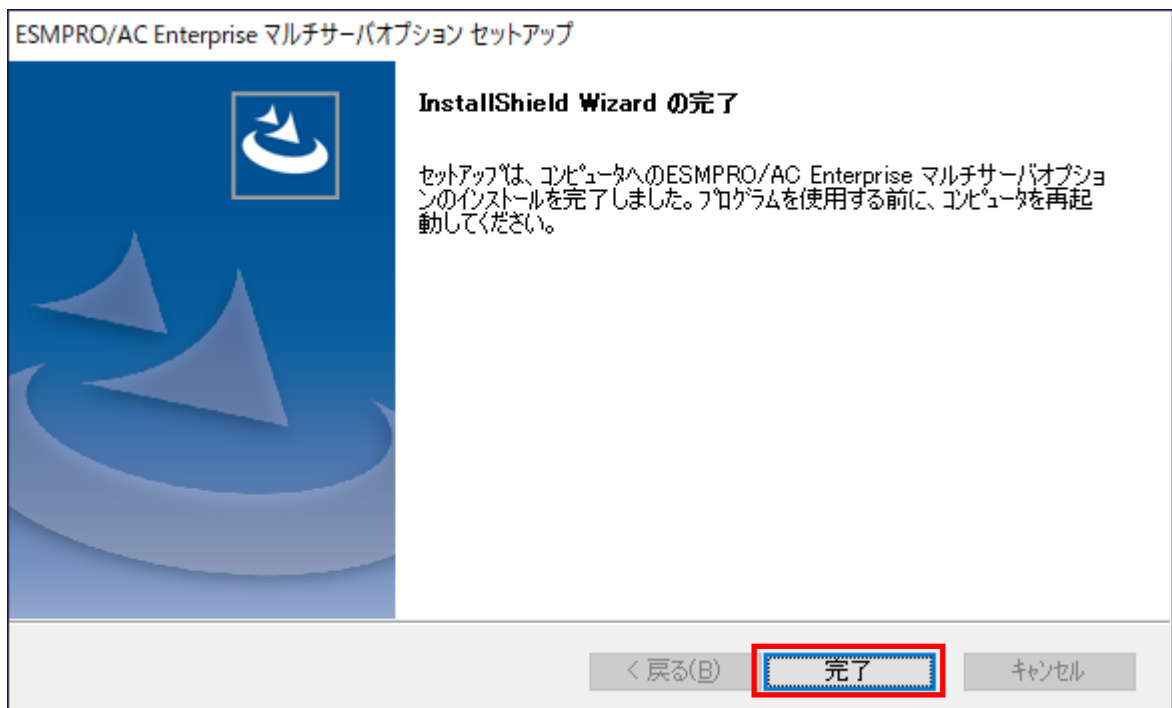 ESMPRO/AC Enterprise マルチサーバオプション セットアップ
InstallShield Wizard の完了
セットアップは、コンピュータへのESMPRO/AC Enterprise マルチサーバオプショ
ンのインストールを完了しました。プログラムを使用する前に、コンピュータを再起
動してください。
< 戻る(B)
完了
キャンセル